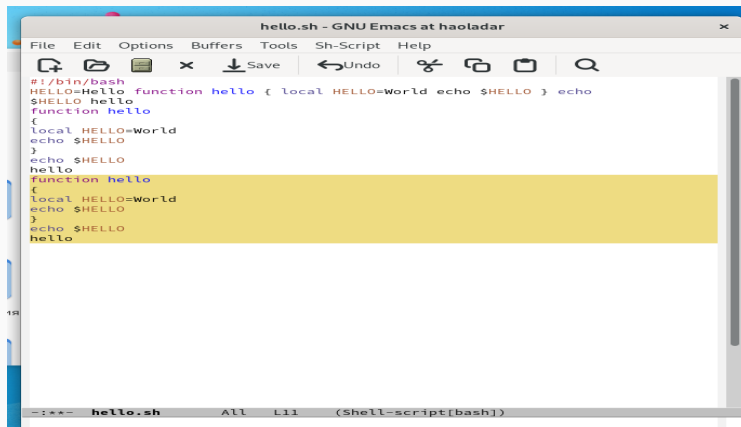 hello.sh - GNU Emacs at haoladar
File Edit Options Buffers Tools Sh-Script Help
Save Undo
#!/bin/bash
HELLO=Hello function hello { local HELLO=World echo $HELLO } echo
$HELLO hello
function hello
{
local HELLO=World
echo $HELLO
}
echo $HELLO
hello
function hello
{
local HELLO=World
echo $HELLO
}
echo $HELLO
hello
ия
-:**- hello.sh All L11 (Shell-script[bash])